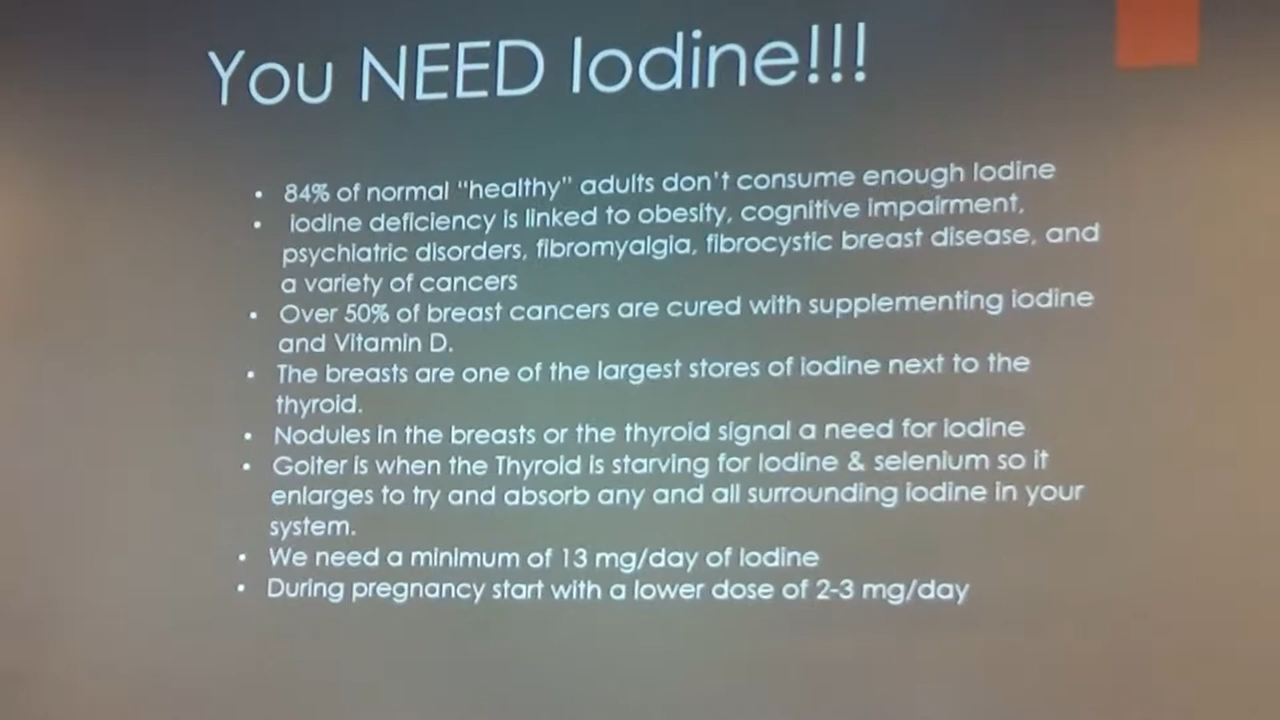 You NEED Iodine!!!
• 84% of normal "healthy" adults don't consume enough Iodine
• Iodine deficiency is linked to obesity, cognitive impairment,
psychiatric disorders, fibromyalgia, fibrocystic breast disease, and
a variety of cancers
• Over 50% of breast cancers are cured with supplementing iodine
and Vitamin D.
• The breasts are one of the largest stores of iodine next to the
thyroid.
• Nodules in the breasts or the thyroid signal a need for iodine
• Goiter is when the Thyroid is starving for Iodine & selenium so it
enlarges to try and absorb any and all surrounding iodine in your
system.
• We need a minimum of 13 mg/day of Iodine
• During pregnancy start with a lower dose of 2-3 mg/day